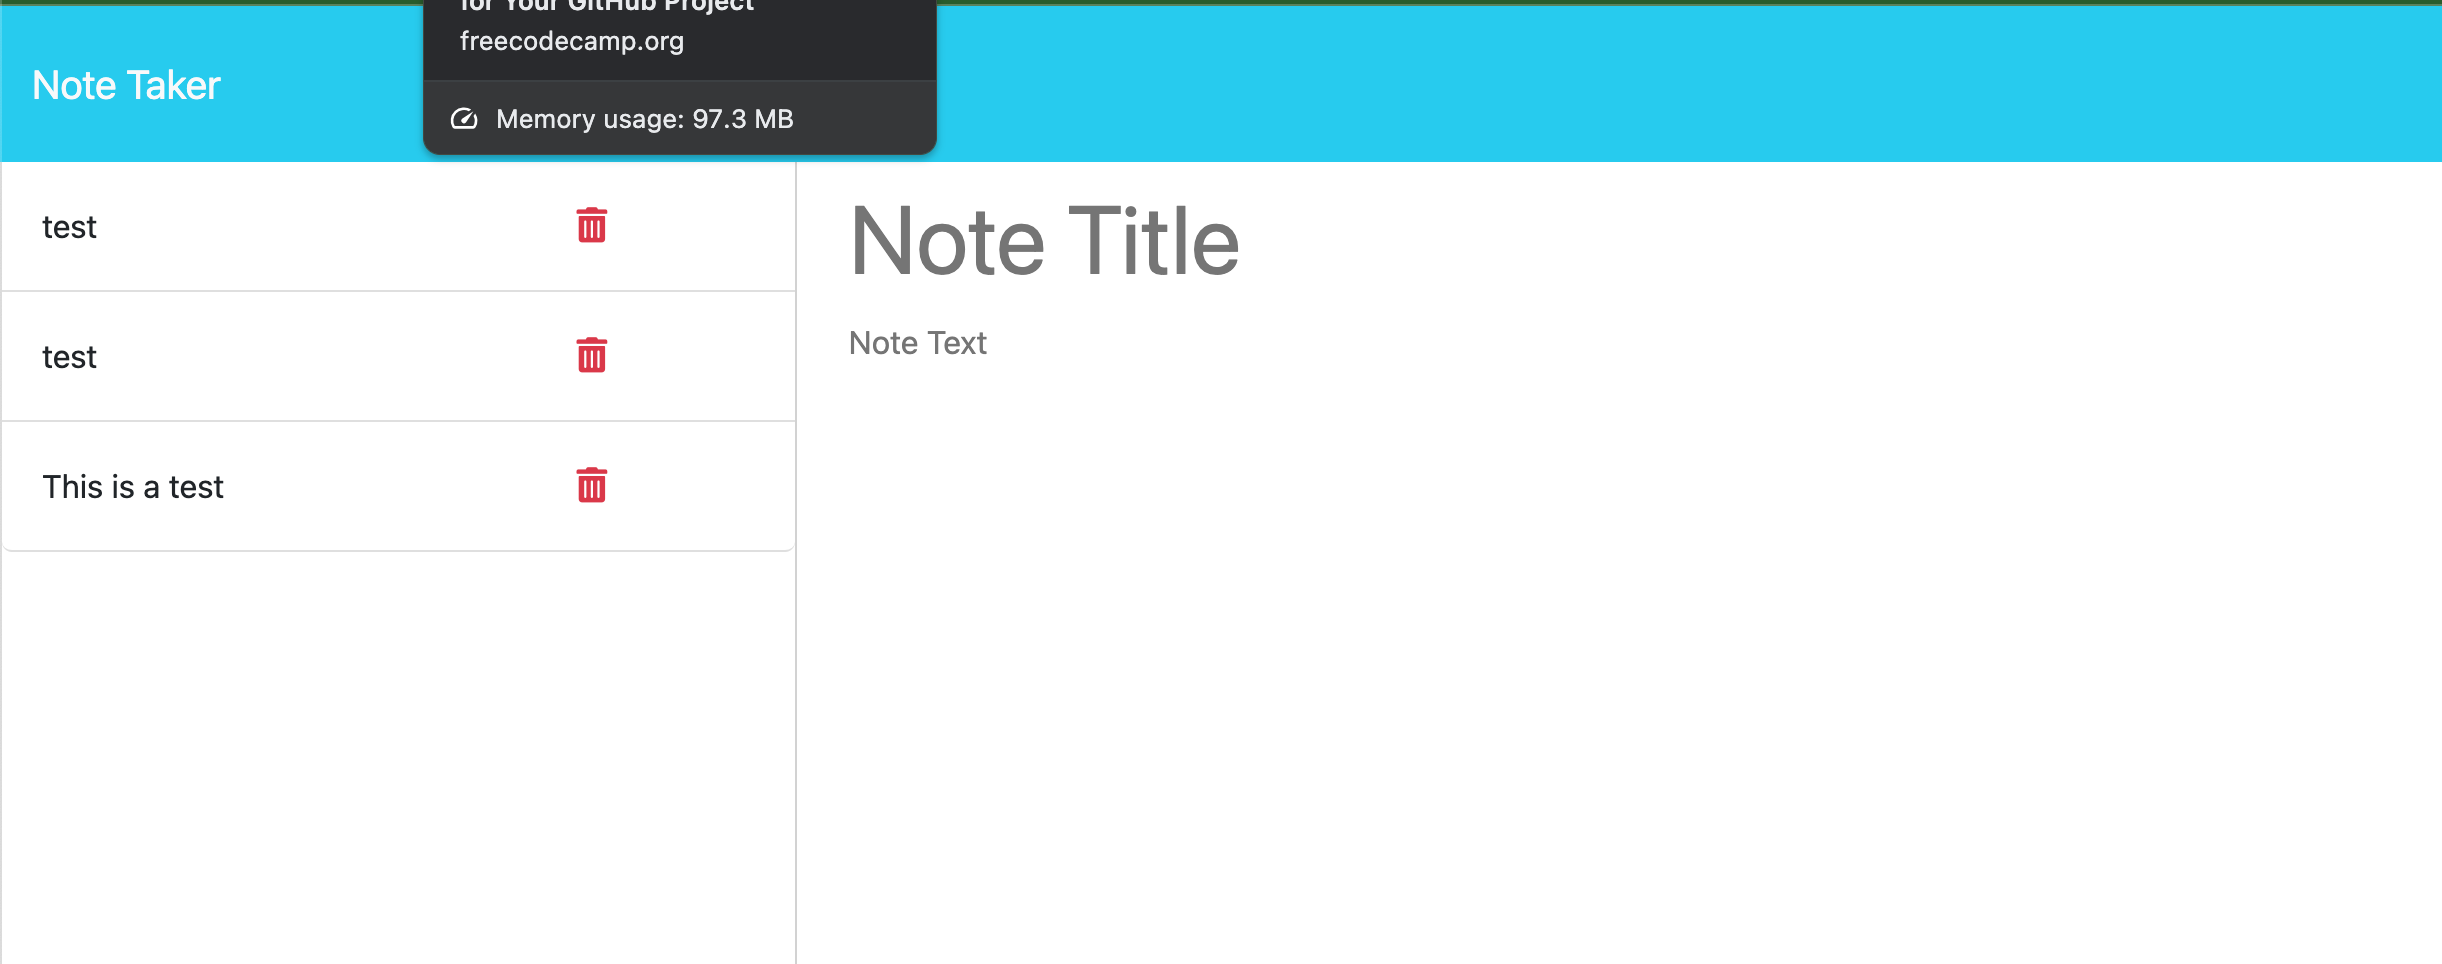 for Your GitHub Project
freecodecamp.org
Note Taker
Memory usage: 97.3 MB
test
test
This is a test
Note Title
Note Text